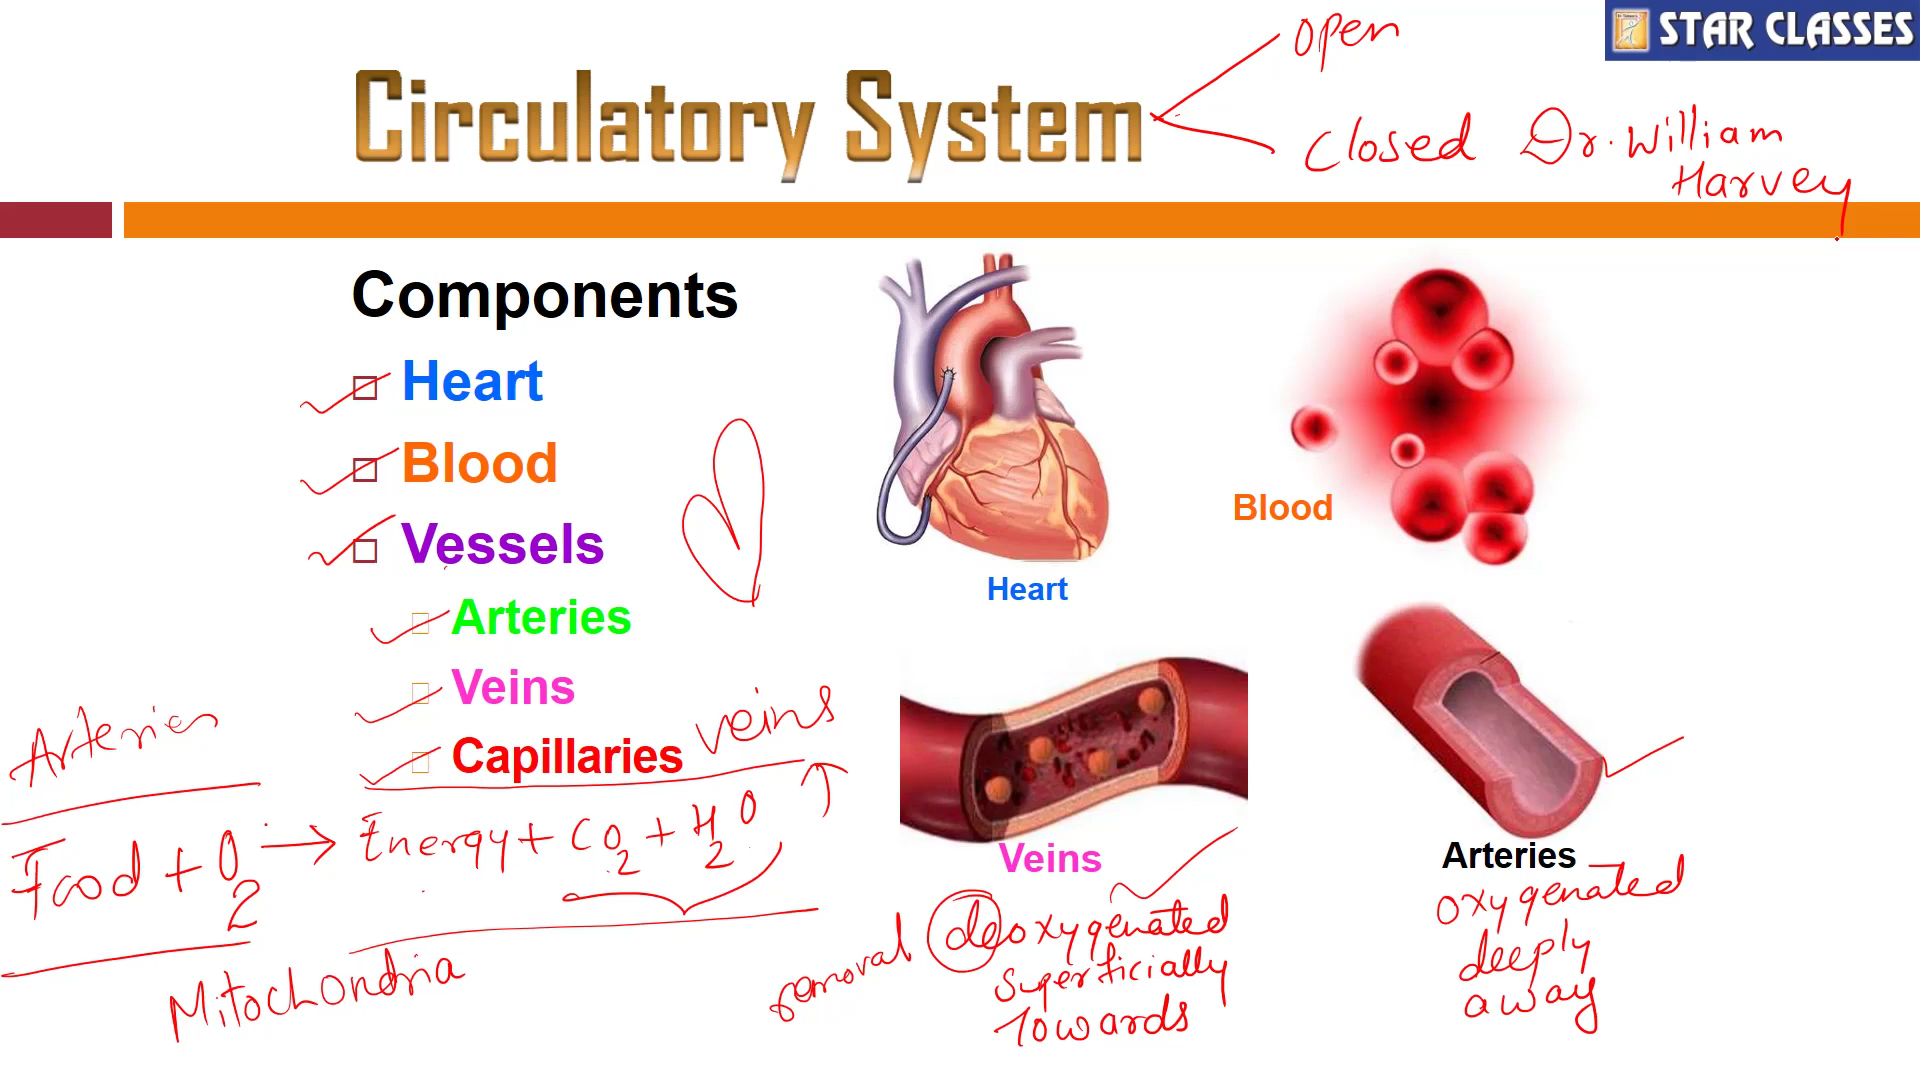 STAR CLASSES
Circulatory System
open
closed Dr. William
Harvey
Components
Heart
Blood
Vessels
Arteries
Veins
Capillaries
Heart
Blood
Veins
Arteries
Arteries
veins
Food + O2 → Energy + CO2 + H2O
Mitochondria
removal deoxygenated
superficially
Towards
oxygenated
deeply
away